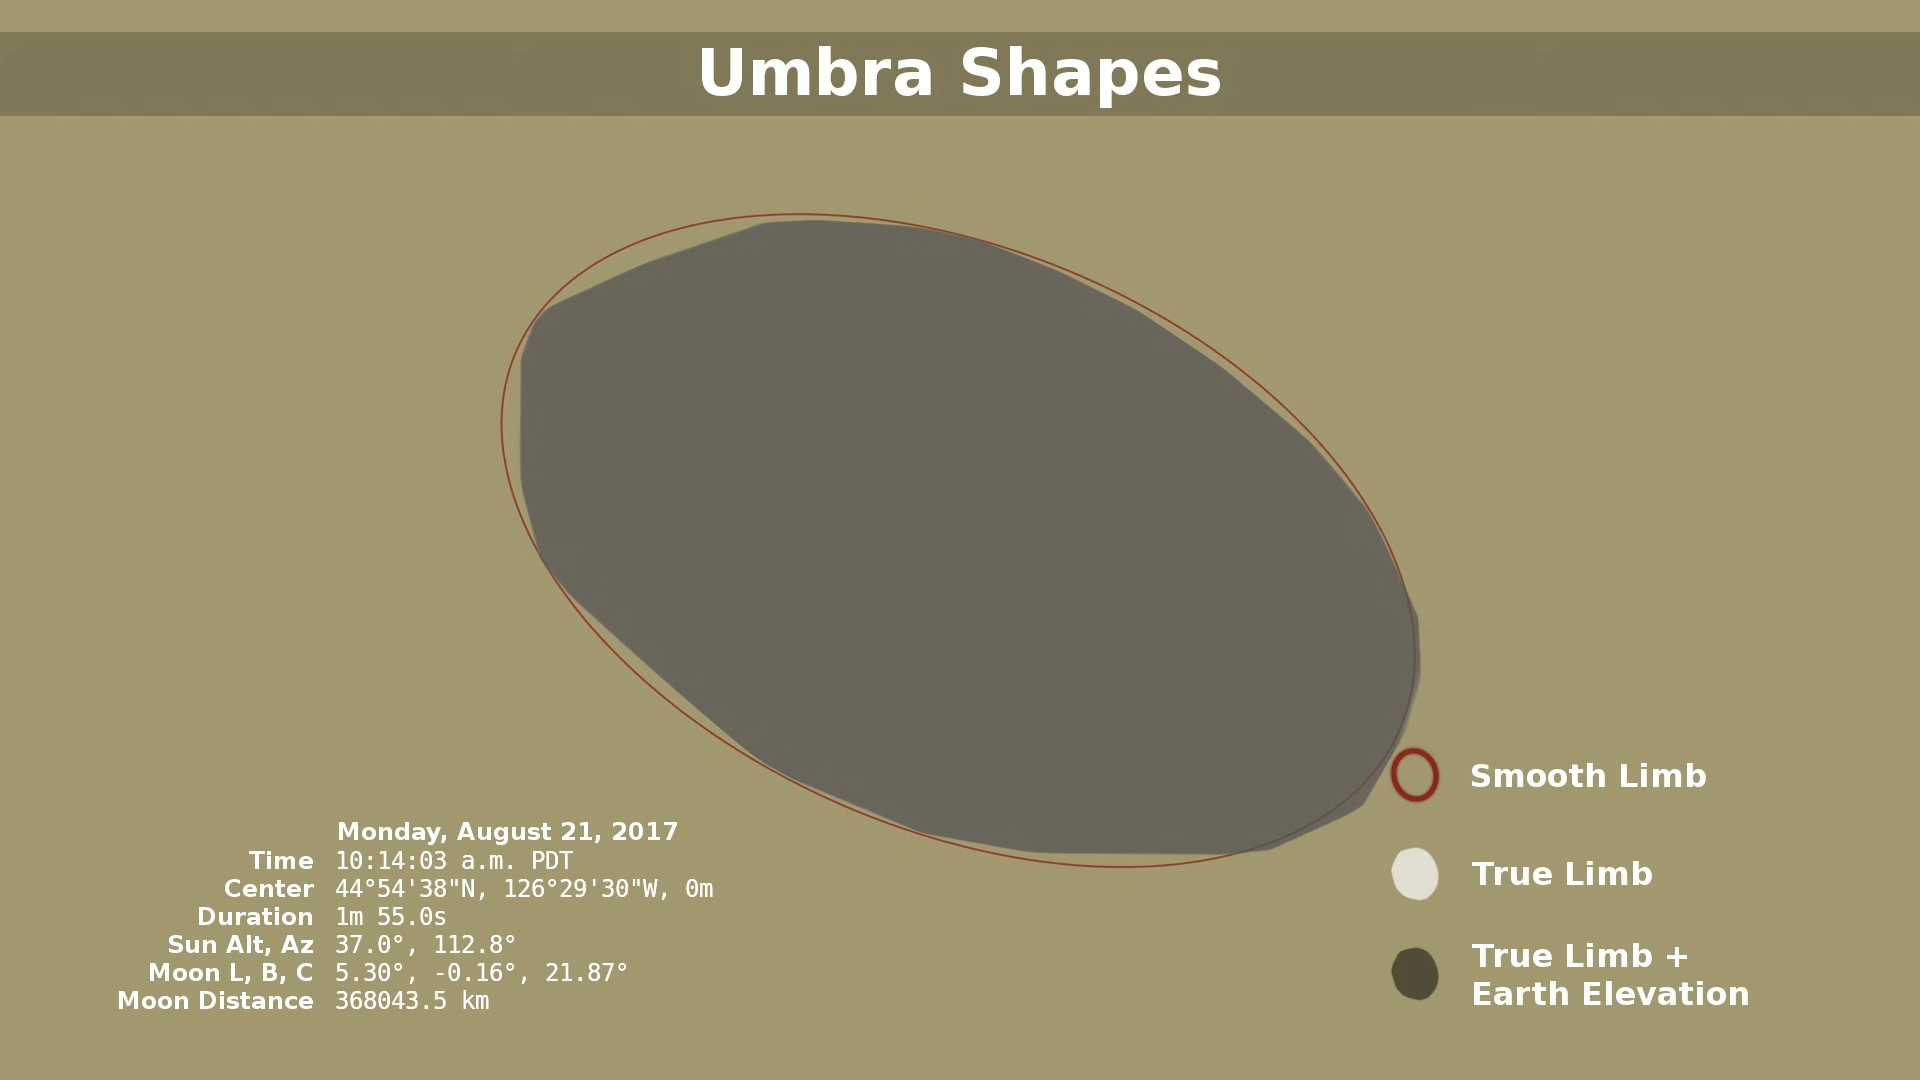 Umbra Shapes
Smooth Limb
True Limb
True Limb +
Earth Elevation
Monday, August 21, 2017
Time 10:14:03 a.m. PDT
Center 44°54'38"N, 126°29'30"W, 0m
Duration 1m 55.0s
Sun Alt, Az 37.0°, 112.8°
Moon L, B, C 5.30°, -0.16°, 21.87°
Moon Distance 368043.5 km